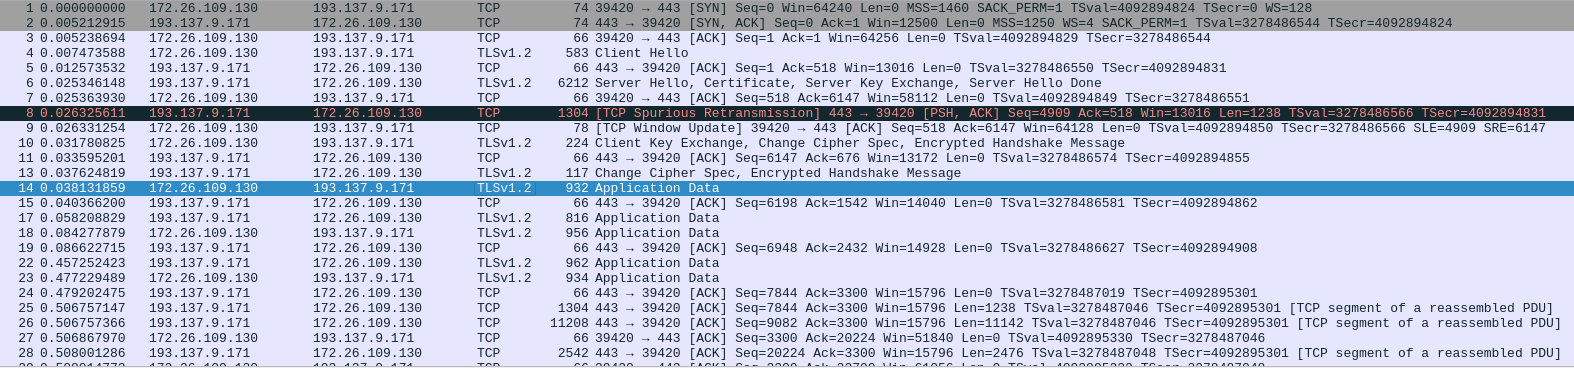 1 0.000000000 172.26.109.130 193.137.9.171 TCP 74 39420 → 443 [SYN] Seq=0 Win=64240 Len=0 MSS=1460 SACK_PERM=1 TSval=4092894824 TSecr=0 WS=128
2 0.005212915 193.137.9.171 172.26.109.130 TCP 74 443 → 39420 [SYN, ACK] Seq=0 Ack=1 Win=12500 Len=0 MSS=1250 WS=4 SACK_PERM=1 TSval=3278486544 TSecr=4092894824
3 0.005238694 172.26.109.130 193.137.9.171 TCP 66 39420 → 443 [ACK] Seq=1 Ack=1 Win=64256 Len=0 TSval=4092894829 TSecr=3278486544
4 0.007473588 172.26.109.130 193.137.9.171 TLSv1.2 583 Client Hello
5 0.012573532 193.137.9.171 172.26.109.130 TCP 66 443 → 39420 [ACK] Seq=1 Ack=518 Win=13016 Len=0 TSval=3278486550 TSecr=4092894831
6 0.025346148 193.137.9.171 172.26.109.130 TLSv1.2 6212 Server Hello, Certificate, Server Key Exchange, Server Hello Done
7 0.025363930 172.26.109.130 193.137.9.171 TCP 66 39420 → 443 [ACK] Seq=518 Ack=6147 Win=58112 Len=0 TSval=4092894849 TSecr=3278486551
8 0.026325611 193.137.9.171 172.26.109.130 TCP 1304 [TCP Spurious Retransmission] 443 → 39420 [PSH, ACK] Seq=4909 Ack=518 Win=13016 Len=1238 TSval=3278486566 TSecr=4092894831
9 0.026331254 172.26.109.130 193.137.9.171 TCP 78 [TCP Window Update] 39420 → 443 [ACK] Seq=518 Ack=6147 Win=64128 Len=0 TSval=4092894850 TSecr=3278486566 SLE=4909 SRE=6147
10 0.031780825 172.26.109.130 193.137.9.171 TLSv1.2 224 Client Key Exchange, Change Cipher Spec, Encrypted Handshake Message
11 0.033595201 193.137.9.171 172.26.109.130 TCP 66 443 → 39420 [ACK] Seq=6147 Ack=676 Win=13172 Len=0 TSval=3278486574 TSecr=4092894855
13 0.037624819 193.137.9.171 172.26.109.130 TLSv1.2 117 Change Cipher Spec, Encrypted Handshake Message
14 0.038131859 172.26.109.130 193.137.9.171 TLSv1.2 932 Application Data
15 0.040366200 193.137.9.171 172.26.109.130 TCP 66 443 → 39420 [ACK] Seq=6198 Ack=1542 Win=14040 Len=0 TSval=3278486581 TSecr=4092894862
17 0.058208829 193.137.9.171 172.26.109.130 TLSv1.2 816 Application Data
18 0.084277879 172.26.109.130 193.137.9.171 TLSv1.2 956 Application Data
19 0.086622715 193.137.9.171 172.26.109.130 TCP 66 443 → 39420 [ACK] Seq=6948 Ack=2432 Win=14928 Len=0 TSval=3278486627 TSecr=4092894908
22 0.457252423 193.137.9.171 172.26.109.130 TLSv1.2 962 Application Data
23 0.477229489 172.26.109.130 193.137.9.171 TLSv1.2 934 Application Data
24 0.479202475 193.137.9.171 172.26.109.130 TCP 66 443 → 39420 [ACK] Seq=7844 Ack=3300 Win=15796 Len=0 TSval=3278487019 TSecr=4092895301
25 0.506757147 193.137.9.171 172.26.109.130 TCP 1304 443 → 39420 [ACK] Seq=7844 Ack=3300 Win=15796 Len=1238 TSval=3278487046 TSecr=4092895301 [TCP segment of a reassembled PDU]
26 0.506757366 193.137.9.171 172.26.109.130 TCP 11208 443 → 39420 [ACK] Seq=9082 Ack=3300 Win=15796 Len=11142 TSval=3278487046 TSecr=4092895301 [TCP segment of a reassembled PDU]
27 0.506867970 172.26.109.130 193.137.9.171 TCP 66 39420 → 443 [ACK] Seq=3300 Ack=20224 Win=51840 Len=0 TSval=4092895330 TSecr=3278487046
28 0.508001286 193.137.9.171 172.26.109.130 TCP 2542 443 → 39420 [ACK] Seq=20224 Ack=3300 Win=15796 Len=2476 TSval=3278487048 TSecr=4092895301 [TCP segment of a reassembled PDU]